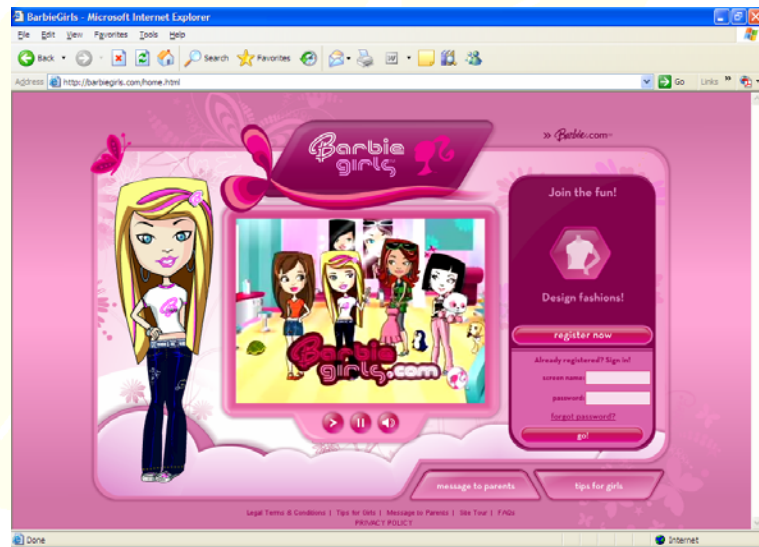 BarbieGirls - Microsoft Internet Explorer
File Edit View Favorites Tools Help
Back Search Favorites
Address http://barbiegirls.com/home.html Go Links
Barbie
girls
Barbie.com
Join the fun!
Design fashions!
register now
Already registered? Sign in!
screen name:
password:
forgot password?
go!
Barbie
girls.com
message to parents tips for girls
Legal Terms & Conditions | Tips for Girls | Message to Parents | Site Tour | FAQs
PRIVACY POLICY
Done Internet